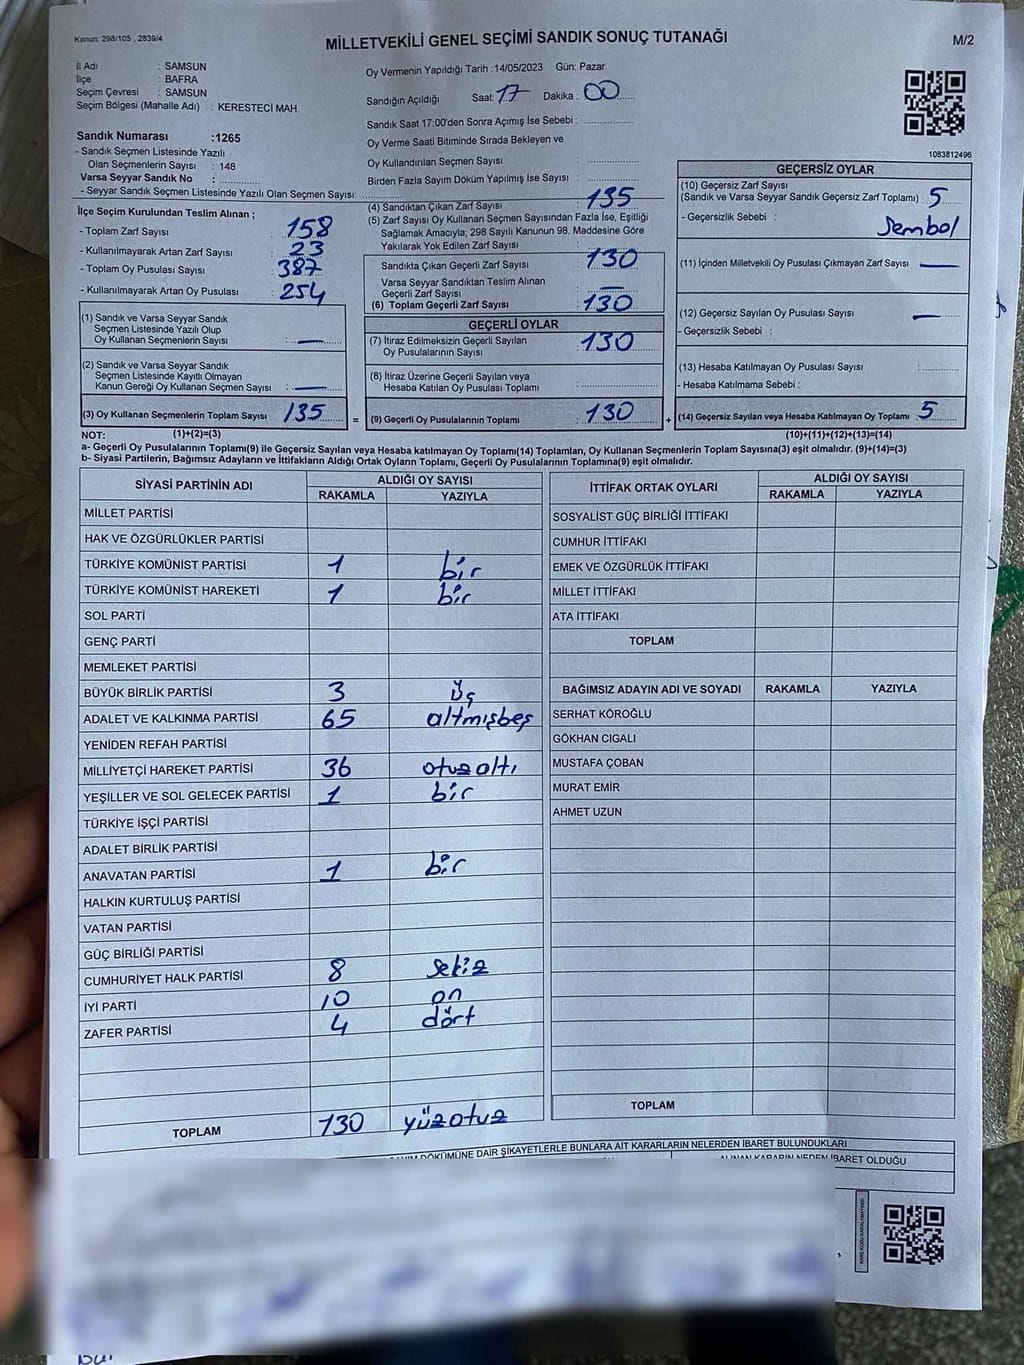 Kanun: 298/105 , 2839/4
MİLLETVEKİLİ GENEL SEÇİMİ SANDIK SONUÇ TUTANAĞI
M/2
İl Adı : SAMSUN
İlçe : BAFRA
Seçim Çevresi : SAMSUN
Seçim Bölgesi (Mahalle Adı) : KERESTECİ MAH.
Sandık Numarası :1265
- Sandık Seçmen Listesinde Yazılı
Olan Seçmenlerin Sayısı : 148
Varsa Seyyar Sandık No : ............
- Seyyar Sandık Seçmen Listesinde Yazılı Olan Seçmen Sayısı: ............
Oy Vermenin Yapıldığı Tarih :14/05/2023 Gün: Pazar
Sandığın Açıldığı Saat: 17 Dakika : 00
Sandık Saat 17:00'den Sonra Açımış İse Sebebi : ............
Oy Verme Saati Bitiminde Sırada Bekleyen ve
Oy Kullandırılan Seçmen Sayısı : ............
Birden Fazla Sayım Döküm Yapılmış İse Sayısı : ............
1083812496
İlçe Seçim Kurulundan Teslim Alınan ;
- Toplam Zarf Sayısı : 158
- Kullanılmayarak Artan Zarf Sayısı : 23
- Toplam Oy Pusulası Sayısı : 387
- Kullanılmayarak Artan Oy Pusulası : 254
(1) Sandık ve Varsa Seyyar Sandık
Seçmen Listesinde Yazılı Olup
Oy Kullanan Seçmenlerin Sayısı : —
(2) Sandık ve Varsa Seyyar Sandık
Seçmen Listesinde Kayıtlı Olmayan
Kanun Gereği Oy Kullanan Seçmen Sayısı : —
(3) Oy Kullanan Seçmenlerin Toplam Sayısı : 135
(4) Sandıktan Çıkan Zarf Sayısı : 135
(5) Zarf Sayısı Oy Kullanan Seçmen Sayısından Fazla İse, Eşitliği
Sağlamak Amacıyla; 298 Sayılı Kanunun 98. Maddesine Göre
Yakılarak Yok Edilen Zarf Sayısı :
Sandıkta Çıkan Geçerli Zarf Sayısı : 130
Varsa Seyyar Sandıktan Teslim Alınan
Geçerli Zarf Sayısı : —
(6) Toplam Geçerli Zarf Sayısı : 130
GEÇERLİ OYLAR
(7) İtiraz Edilmeksizin Geçerli Sayılan
Oy Pusulalarının Sayısı : 130
(8) İtiraz Üzerine Geçerli Sayılan veya
Hesaba Katılan Oy Pusulası Toplamı : ............
= (9) Geçerli Oy Pusulalarının Toplamı : 130
GEÇERSİZ OYLAR
(10) Geçersiz Zarf Sayısı
(Sandık ve Varsa Seyyar Sandık Geçersiz Zarf Toplamı) : 5
- Geçersizlik Sebebi : Sembol
(11) İçinden Milletvekili Oy Pusulası Çıkmayan Zarf Sayısı : —
(12) Geçersiz Sayılan Oy Pusulası Sayısı : —
- Geçersizlik Sebebi :
(13) Hesaba Katılmayan Oy Pusulası Sayısı : ............
- Hesaba Katılmama Sebebi :
+ (14) Geçersiz Sayılan veya Hesaba Katılmayan Oy Toplamı : 5
NOT: (1)+(2)=(3)
(10)+(11)+(12)+(13)=(14)
a- Geçerli Oy Pusulalarının Toplamı(9) ile Geçersiz Sayılan veya Hesaba katılmayan Oy Toplamı(14) Toplamları, Oy Kullanan Seçmenlerin Toplam Sayısına(3) eşit olmalıdır. (9)+(14)=(3)
b- Siyasi Partilerin, Bağımsız Adayların ve İttifakların Aldığı Ortak Oyların Toplamı, Geçerli Oy Pusulalarının Toplamına(9) eşit olmalıdır.
SİYASİ PARTİNİN ADI
ALDIĞI OY SAYISI
RAKAMLA YAZIYLA
MİLLET PARTİSİ
HAK VE ÖZGÜRLÜKLER PARTİSİ
TÜRKİYE KOMÜNİST PARTİSİ 1 bir
TÜRKİYE KOMÜNİST HAREKETİ 1 bir
SOL PARTİ
GENÇ PARTİ
MEMLEKET PARTİSİ
BÜYÜK BİRLİK PARTİSİ 3 üç
ADALET VE KALKINMA PARTİSİ 65 altmışbeş
YENİDEN REFAH PARTİSİ
MİLLİYETÇİ HAREKET PARTİSİ 36 otuzaltı
YEŞİLLER VE SOL GELECEK PARTİSİ 1 bir
TÜRKİYE İŞÇİ PARTİSİ
ADALET BİRLİK PARTİSİ
ANAVATAN PARTİSİ 1 bir
HALKIN KURTULUŞ PARTİSİ
VATAN PARTİSİ
GÜÇ BİRLİĞİ PARTİSİ
CUMHURİYET HALK PARTİSİ 8 sekiz
İYİ PARTİ 10 on
ZAFER PARTİSİ 4 dört
TOPLAM 130 yüzotuz
İTTİFAK ORTAK OYLARI
ALDIĞI OY SAYISI
RAKAMLA YAZIYLA
SOSYALİST GÜÇ BİRLİĞİ İTTİFAKI
CUMHUR İTTİFAKI
EMEK VE ÖZGÜRLÜK İTTİFAKI
MİLLET İTTİFAKI
ATA İTTİFAKI
TOPLAM
BAĞIMSIZ ADAYIN ADI VE SOYADI RAKAMLA YAZIYLA
SERHAT KÖROĞLU
GÖKHAN CIGALI
MUSTAFA ÇOBAN
MURAT EMİR
AHMET UZUN
TOPLAM
DÖKÜMÜNE DAİR ŞİKAYETLERLE BUNLARA AİT KARARLARIN NELERDEN İBARET BULUNDUKLARI
ALINAN KARARIN NEDEN İBARET OLDUĞU
KARE KODU KARALAMAYINIZ!